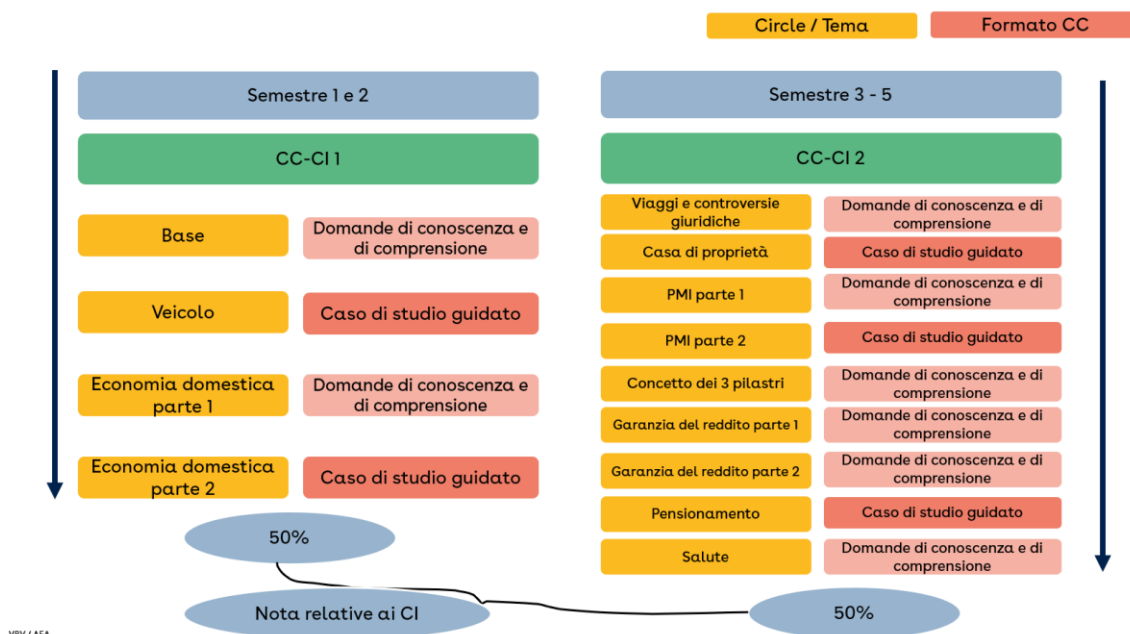 Circle / Tema
Formato CC
Semestre 1 e 2
CC-CI 1
Base
Domande di conoscenza e
di comprensione
Veicolo
Caso di studio guidato
Economia domestica
parte 1
Domande di conoscenza e
di comprensione
Economia domestica
parte 2
Caso di studio guidato
50%
Nota relative ai CI
Semestre 3 - 5
CC-CI 2
Viaggi e controversie
giuridiche
Domande di conoscenza e di
comprensione
Casa di proprietà
Caso di studio guidato
PMI parte 1
Domande di conoscenza e di
comprensione
PMI parte 2
Caso di studio guidato
Concetto dei 3 pilastri
Domande di conoscenza e di
comprensione
Garanzia del reddito parte 1
Domande di conoscenza e di
comprensione
Garanzia del reddito parte 2
Domande di conoscenza e di
comprensione
Pensionamento
Caso di studio guidato
Salute
Domande di conoscenza e di
comprensione
50%